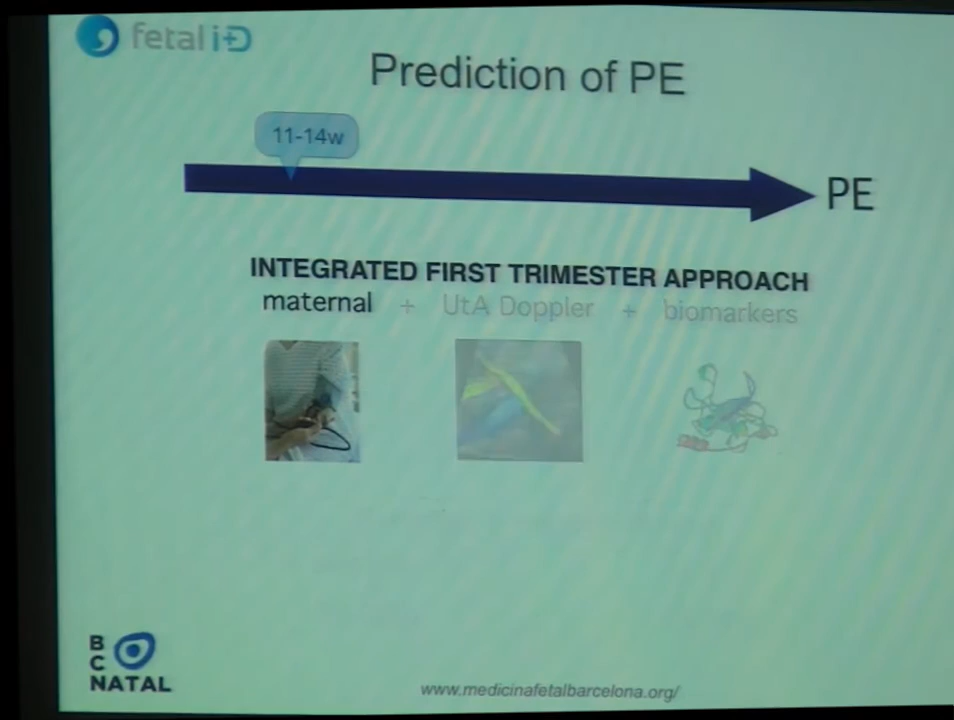 fetal i+D
Prediction of PE
11-14w
PE
INTEGRATED FIRST TRIMESTER APPROACH
maternal + UtA Doppler + biomarkers
B
C
NATAL
www.medicinafetalbarcelona.org/